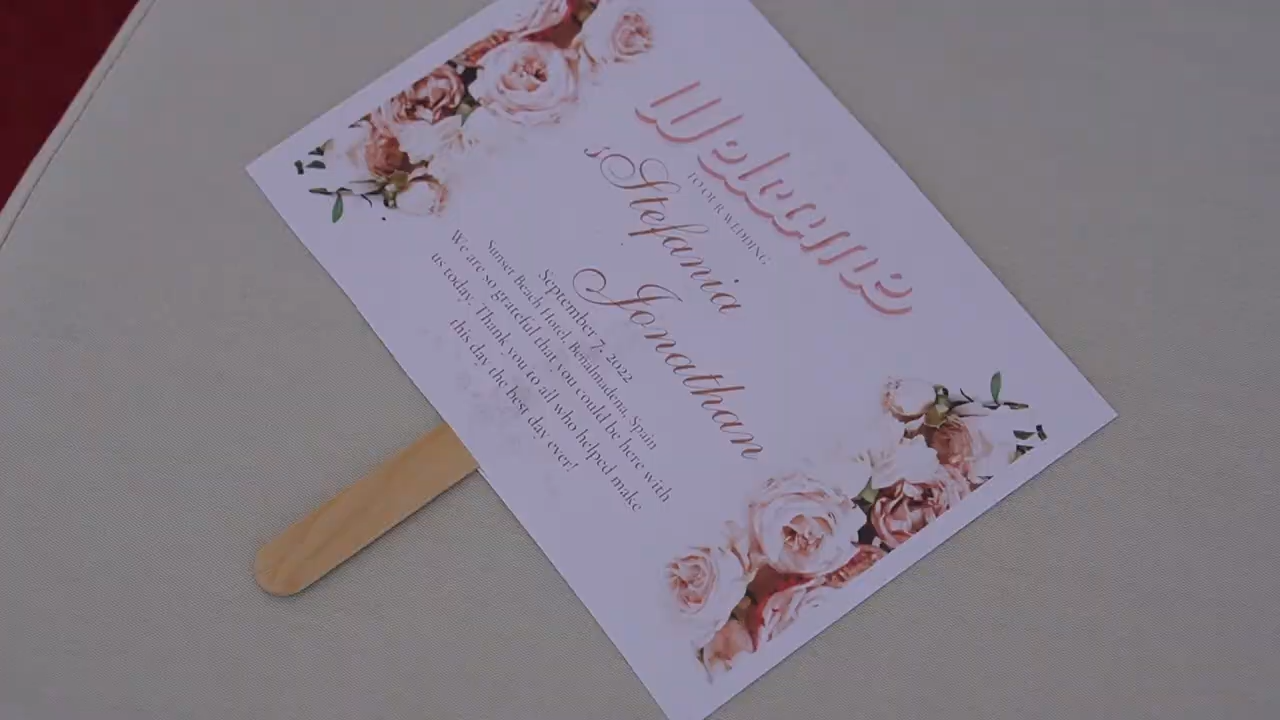 Welcome
TO OUR WEDDING
Stefania
Jonathan
September 7, 2022
Sunset Beach Hotel, Benalmadena, Spain
We are so grateful that you could be here with
us today. Thank you to all who helped make
this day the best day ever!